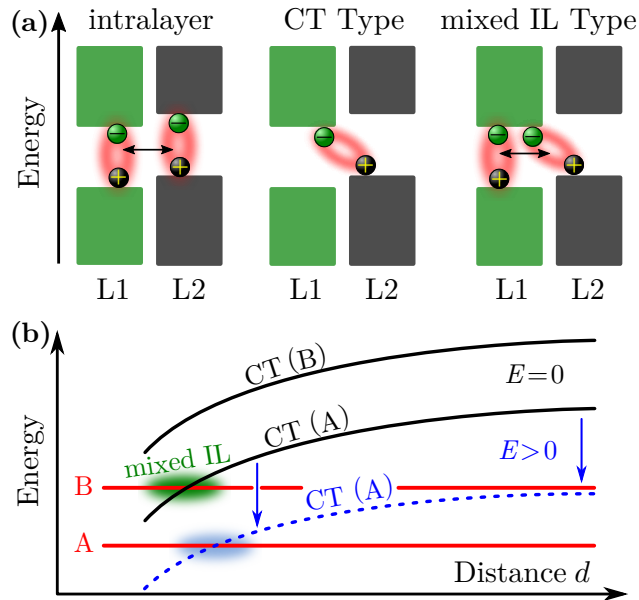 (a) intralayer CT Type mixed IL Type
Energy
− − − − −
+ + + + +
L1 L2 L1 L2 L1 L2
(b)
CT (B)
E=0
CT (A)
mixed IL
E>0
B
CT (A)
A
Energy
Distance d